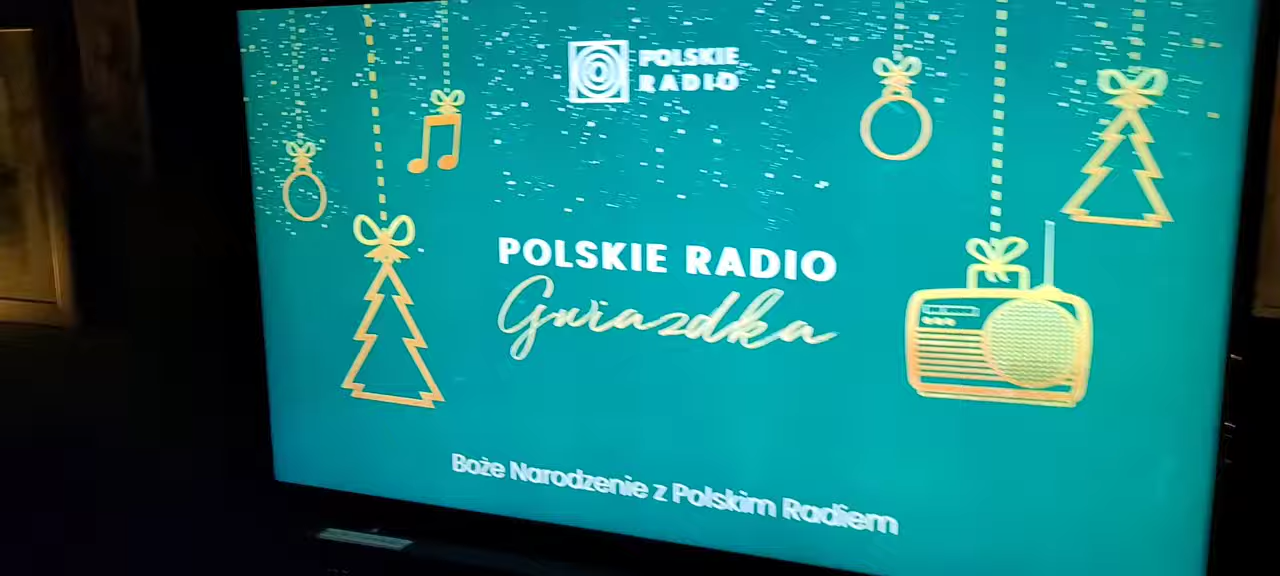 POLSKIE
RADIO
POLSKIE RADIO
Gwiazdka
Boże Narodzenie z Polskim Radiem